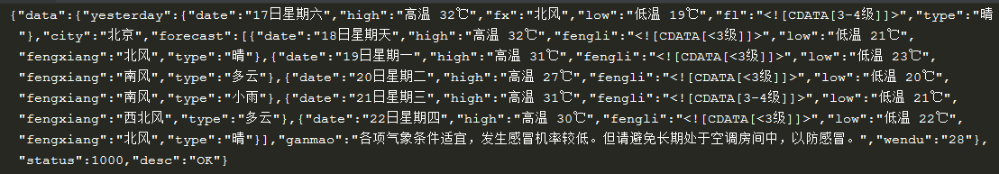 {"data":{"yesterday":{"date":"17日星期六","high":"高温 32℃","fx":"北风","low":"低温 19℃","fl":"<![CDATA[3-4级]]>","type":"晴
"},"city":"北京","forecast":[{"date":"18日星期天","high":"高温 32℃","fengli":"<![CDATA[<3级]]>","low":"低温 21℃",
"fengxiang":"北风","type":"晴"},{"date":"19日星期一","high":"高温 31℃","fengli":"<![CDATA[<3级]]>","low":"低温 23℃",
"fengxiang":"南风","type":"多云"},{"date":"20日星期二","high":"高温 27℃","fengli":"<![CDATA[<3级]]>","low":"低温 20℃",
"fengxiang":"南风","type":"小雨"},{"date":"21日星期三","high":"高温 31℃","fengli":"<![CDATA[3-4级]]>","low":"低温 21℃",
"fengxiang":"西北风","type":"多云"},{"date":"22日星期四","high":"高温 30℃","fengli":"<![CDATA[<3级]]>","low":"低温 22℃",
"fengxiang":"北风","type":"晴"}],"ganmao":"各项气象条件适宜，发生感冒机率较低。但请避免长期处于空调房间中，以防感冒。","wendu":"28"},
"status":1000,"desc":"OK"}